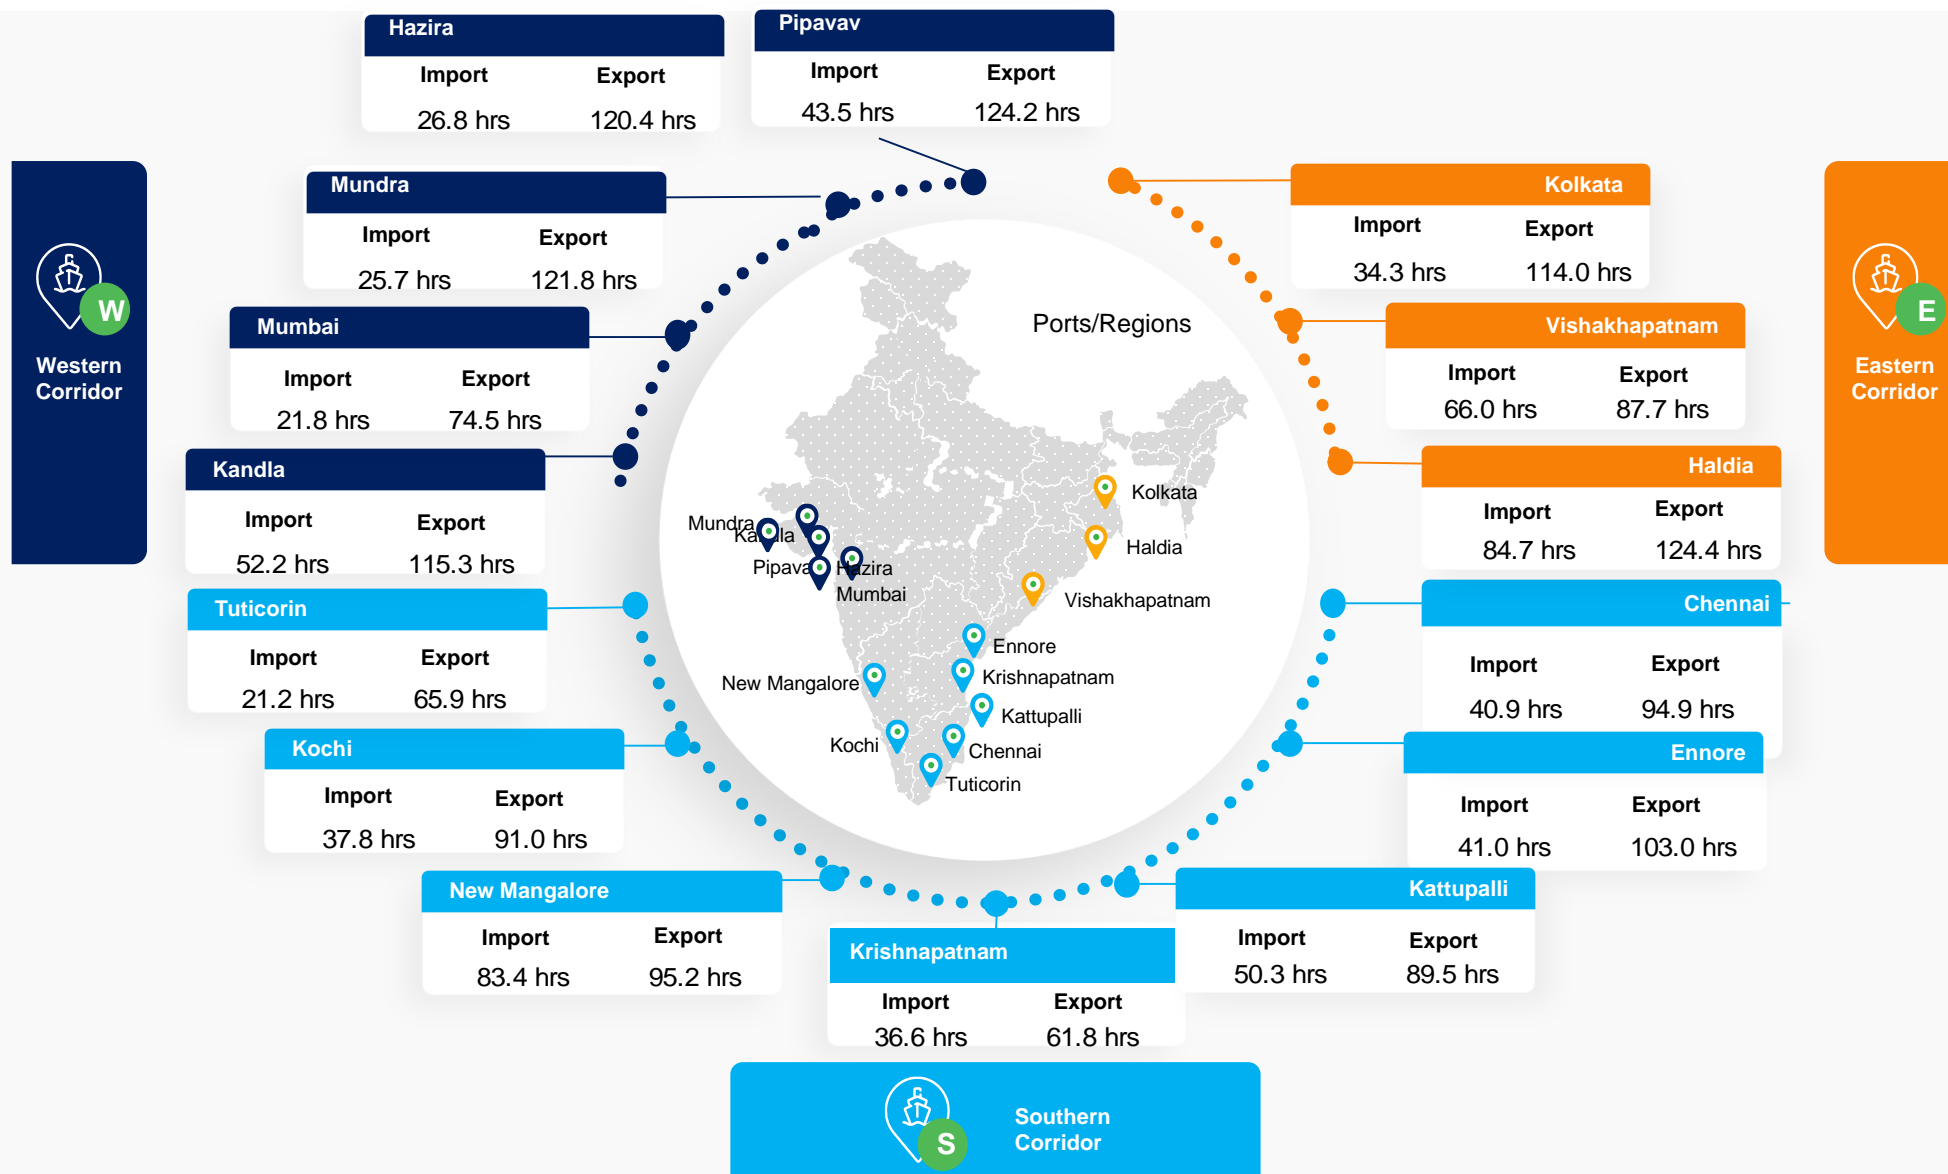 Hazira
Import Export
26.8 hrs 120.4 hrs
Pipavav
Import Export
43.5 hrs 124.2 hrs
Mundra
Import Export
25.7 hrs 121.8 hrs
Kolkata
Import Export
34.3 hrs 114.0 hrs
W
Western
Corridor
E
Eastern
Corridor
Mumbai
Import Export
21.8 hrs 74.5 hrs
Vishakhapatnam
Import Export
66.0 hrs 87.7 hrs
Kandla
Import Export
52.2 hrs 115.3 hrs
Haldia
Import Export
84.7 hrs 124.4 hrs
Tuticorin
Import Export
21.2 hrs 65.9 hrs
Chennai
Import Export
40.9 hrs 94.9 hrs
Kochi
Import Export
37.8 hrs 91.0 hrs
Ennore
Import Export
41.0 hrs 103.0 hrs
New Mangalore
Import Export
83.4 hrs 95.2 hrs
Krishnapatnam
Import Export
36.6 hrs 61.8 hrs
Kattupalli
Import Export
50.3 hrs 89.5 hrs
Ports/Regions
Kolkata
Mundra
Kandla
Haldia
Pipava
Hazira
Mumbai
Vishakhapatnam
Ennore
Krishnapatnam
New Mangalore
Kattupalli
Kochi
Chennai
Tuticorin
S
Southern
Corridor